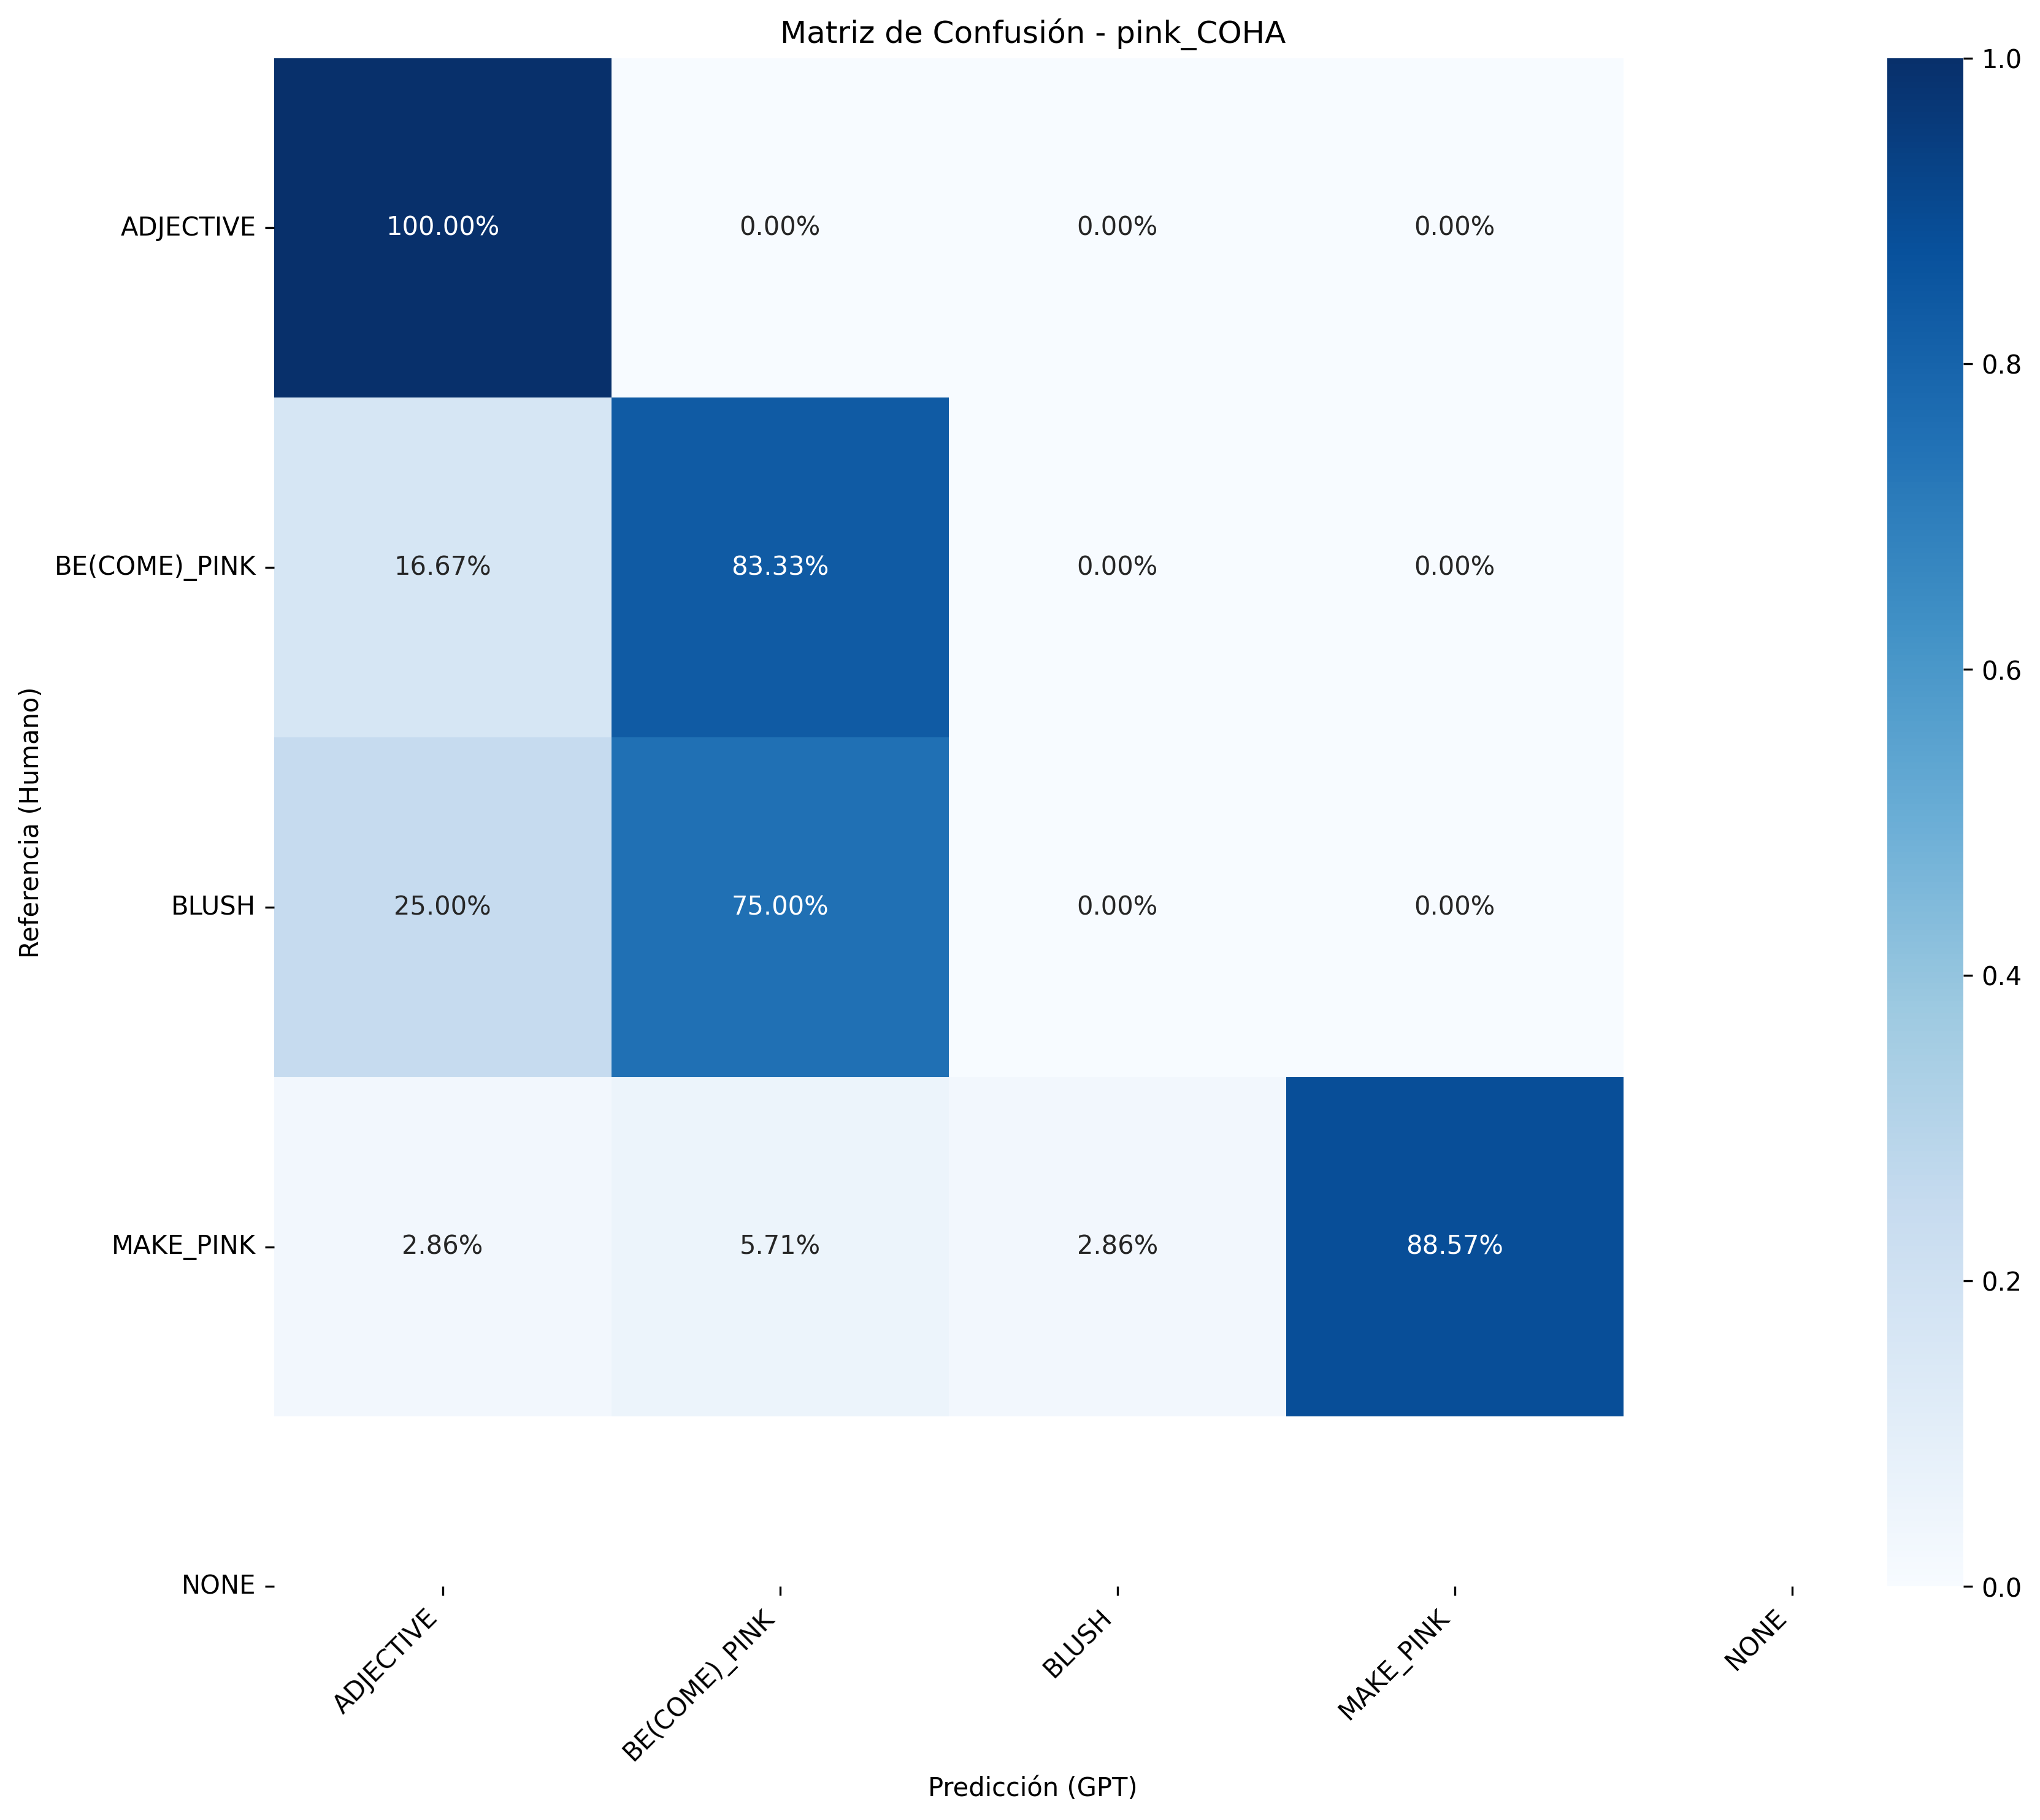 Matriz de Confusión - pink_COHA
Referencia (Humano)
ADJECTIVE 100.00% 0.00% 0.00% 0.00%
BE(COME)_PINK 16.67% 83.33% 0.00% 0.00%
BLUSH 25.00% 75.00% 0.00% 0.00%
MAKE_PINK 2.86% 5.71% 2.86% 88.57%
NONE
ADJECTIVE BE(COME)_PINK BLUSH MAKE_PINK NONE
Predicción (GPT)
1.0
0.8
0.6
0.4
0.2
0.0